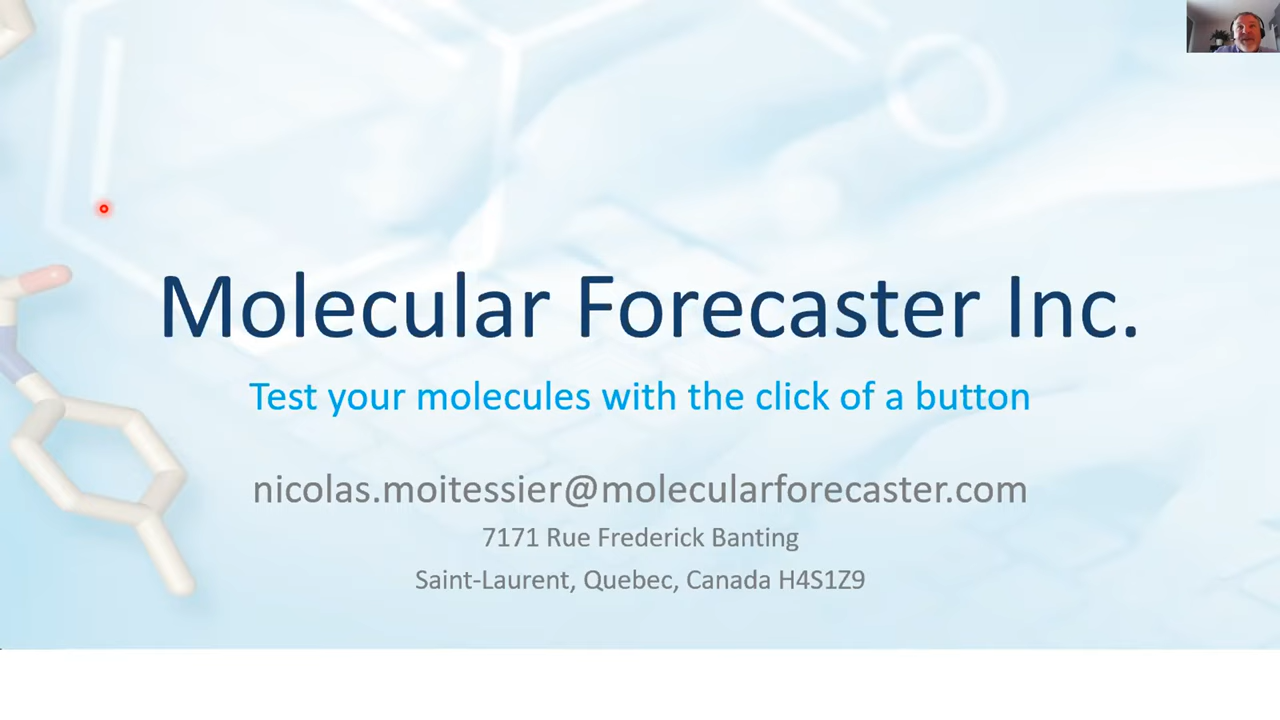 Molecular Forecaster Inc.
Test your molecules with the click of a button
nicolas.moitessier@molecularforecaster.com
7171 Rue Frederick Banting
Saint-Laurent, Quebec, Canada H4S1Z9